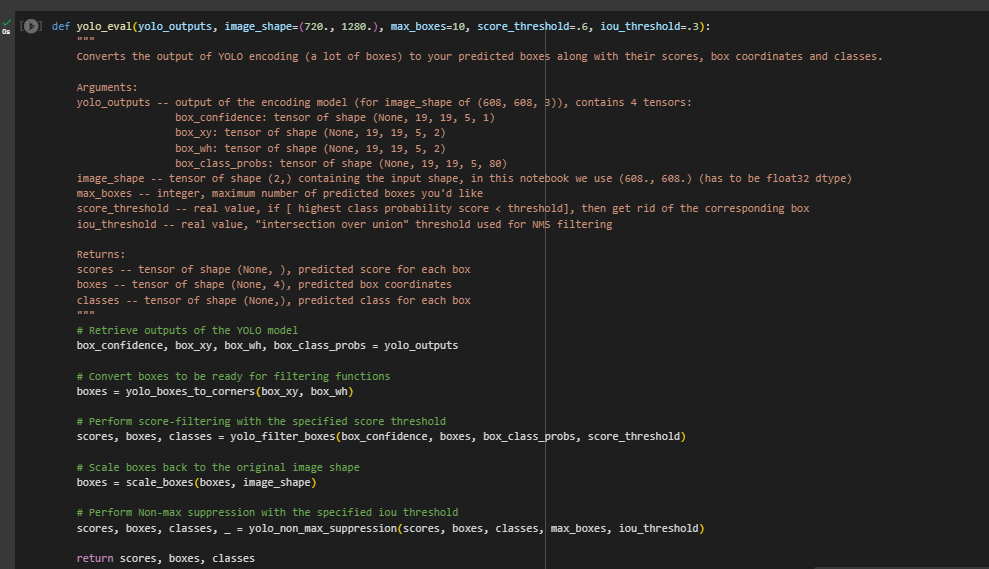 [ ] def yolo_eval(yolo_outputs, image_shape=(720., 1280.), max_boxes=10, score_threshold=.6, iou_threshold=.3):
0s
"""
Converts the output of YOLO encoding (a lot of boxes) to your predicted boxes along with their scores, box coordinates and classes.
Arguments:
yolo_outputs -- output of the encoding model (for image_shape of (608, 608, 3)), contains 4 tensors:
box_confidence: tensor of shape (None, 19, 19, 5, 1)
box_xy: tensor of shape (None, 19, 19, 5, 2)
box_wh: tensor of shape (None, 19, 19, 5, 2)
box_class_probs: tensor of shape (None, 19, 19, 5, 80)
image_shape -- tensor of shape (2,) containing the input shape, in this notebook we use (608., 608.) (has to be float32 dtype)
max_boxes -- integer, maximum number of predicted boxes you'd like
score_threshold -- real value, if [ highest class probability score < threshold], then get rid of the corresponding box
iou_threshold -- real value, "intersection over union" threshold used for NMS filtering
Returns:
scores -- tensor of shape (None, ), predicted score for each box
boxes -- tensor of shape (None, 4), predicted box coordinates
classes -- tensor of shape (None,), predicted class for each box
"""
# Retrieve outputs of the YOLO model
box_confidence, box_xy, box_wh, box_class_probs = yolo_outputs
# Convert boxes to be ready for filtering functions
boxes = yolo_boxes_to_corners(box_xy, box_wh)
# Perform score-filtering with the specified score threshold
scores, boxes, classes = yolo_filter_boxes(box_confidence, boxes, box_class_probs, score_threshold)
# Scale boxes back to the original image shape
boxes = scale_boxes(boxes, image_shape)
# Perform Non-max suppression with the specified iou threshold
scores, boxes, classes, _ = yolo_non_max_suppression(scores, boxes, classes, max_boxes, iou_threshold)
return scores, boxes, classes